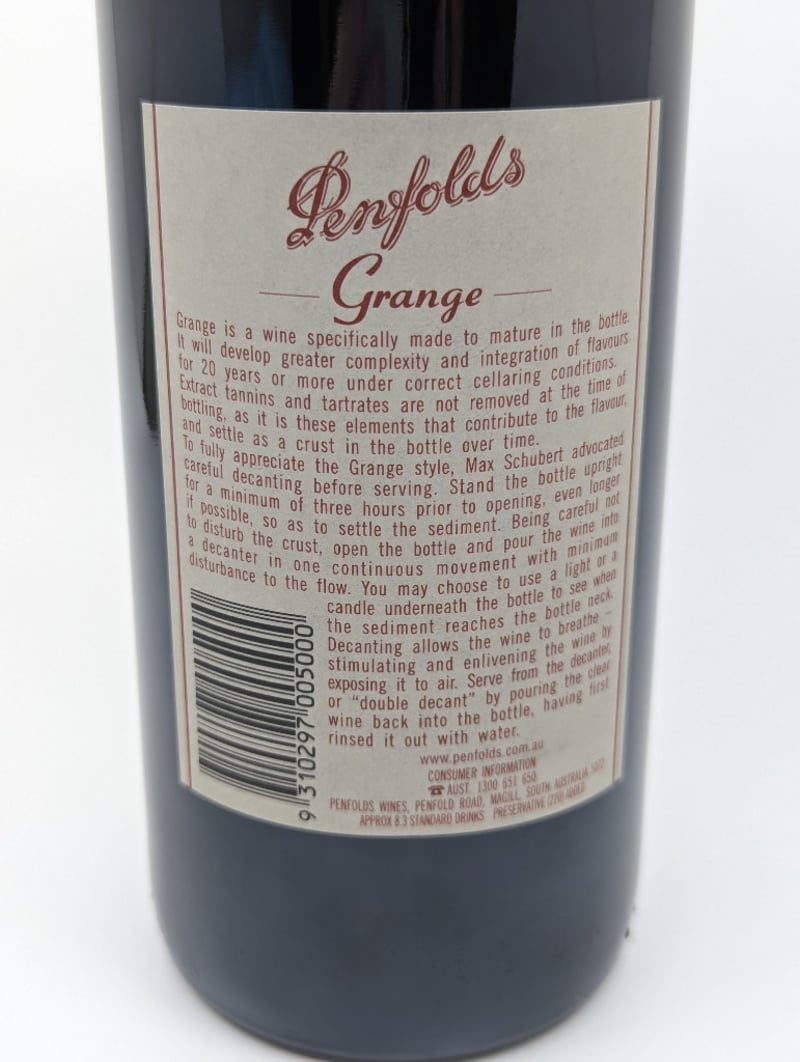 Penfolds
Grange
Grange is a wine specifically made to mature in the bottle.
It will develop greater complexity and integration of flavours
for 20 years or more under correct cellaring conditions.
Extract tannins and tartrates are not removed at the time of
bottling, as it is these elements that contribute to the flavour,
and settle as a crust in the bottle over time.
To fully appreciate the Grange style, Max Schubert advocated
careful decanting before serving. Stand the bottle upright
for a minimum of three hours prior to opening, even longer
if possible, so as to settle the sediment. Being careful not
to disturb the crust, open the bottle and pour the wine into
a decanter in one continuous movement with minimum
disturbance to the flow. You may choose to use a light or a
candle underneath the bottle to see when
the sediment reaches the bottle neck.
Decanting allows the wine to breathe –
stimulating and enlivening the wine by
exposing it to air. Serve from the decanter,
or “double decant” by pouring the clear
wine back into the bottle, having first
rinsed it out with water.
9 310297 005000
www.penfolds.com.au
CONSUMER INFORMATION
☎ AUST. 1300 651 650
PENFOLDS WINES, PENFOLD ROAD, MAGILL, SOUTH AUSTRALIA 5072
APPROX 8.3 STANDARD DRINKS PRESERVATIVE (220) ADDED